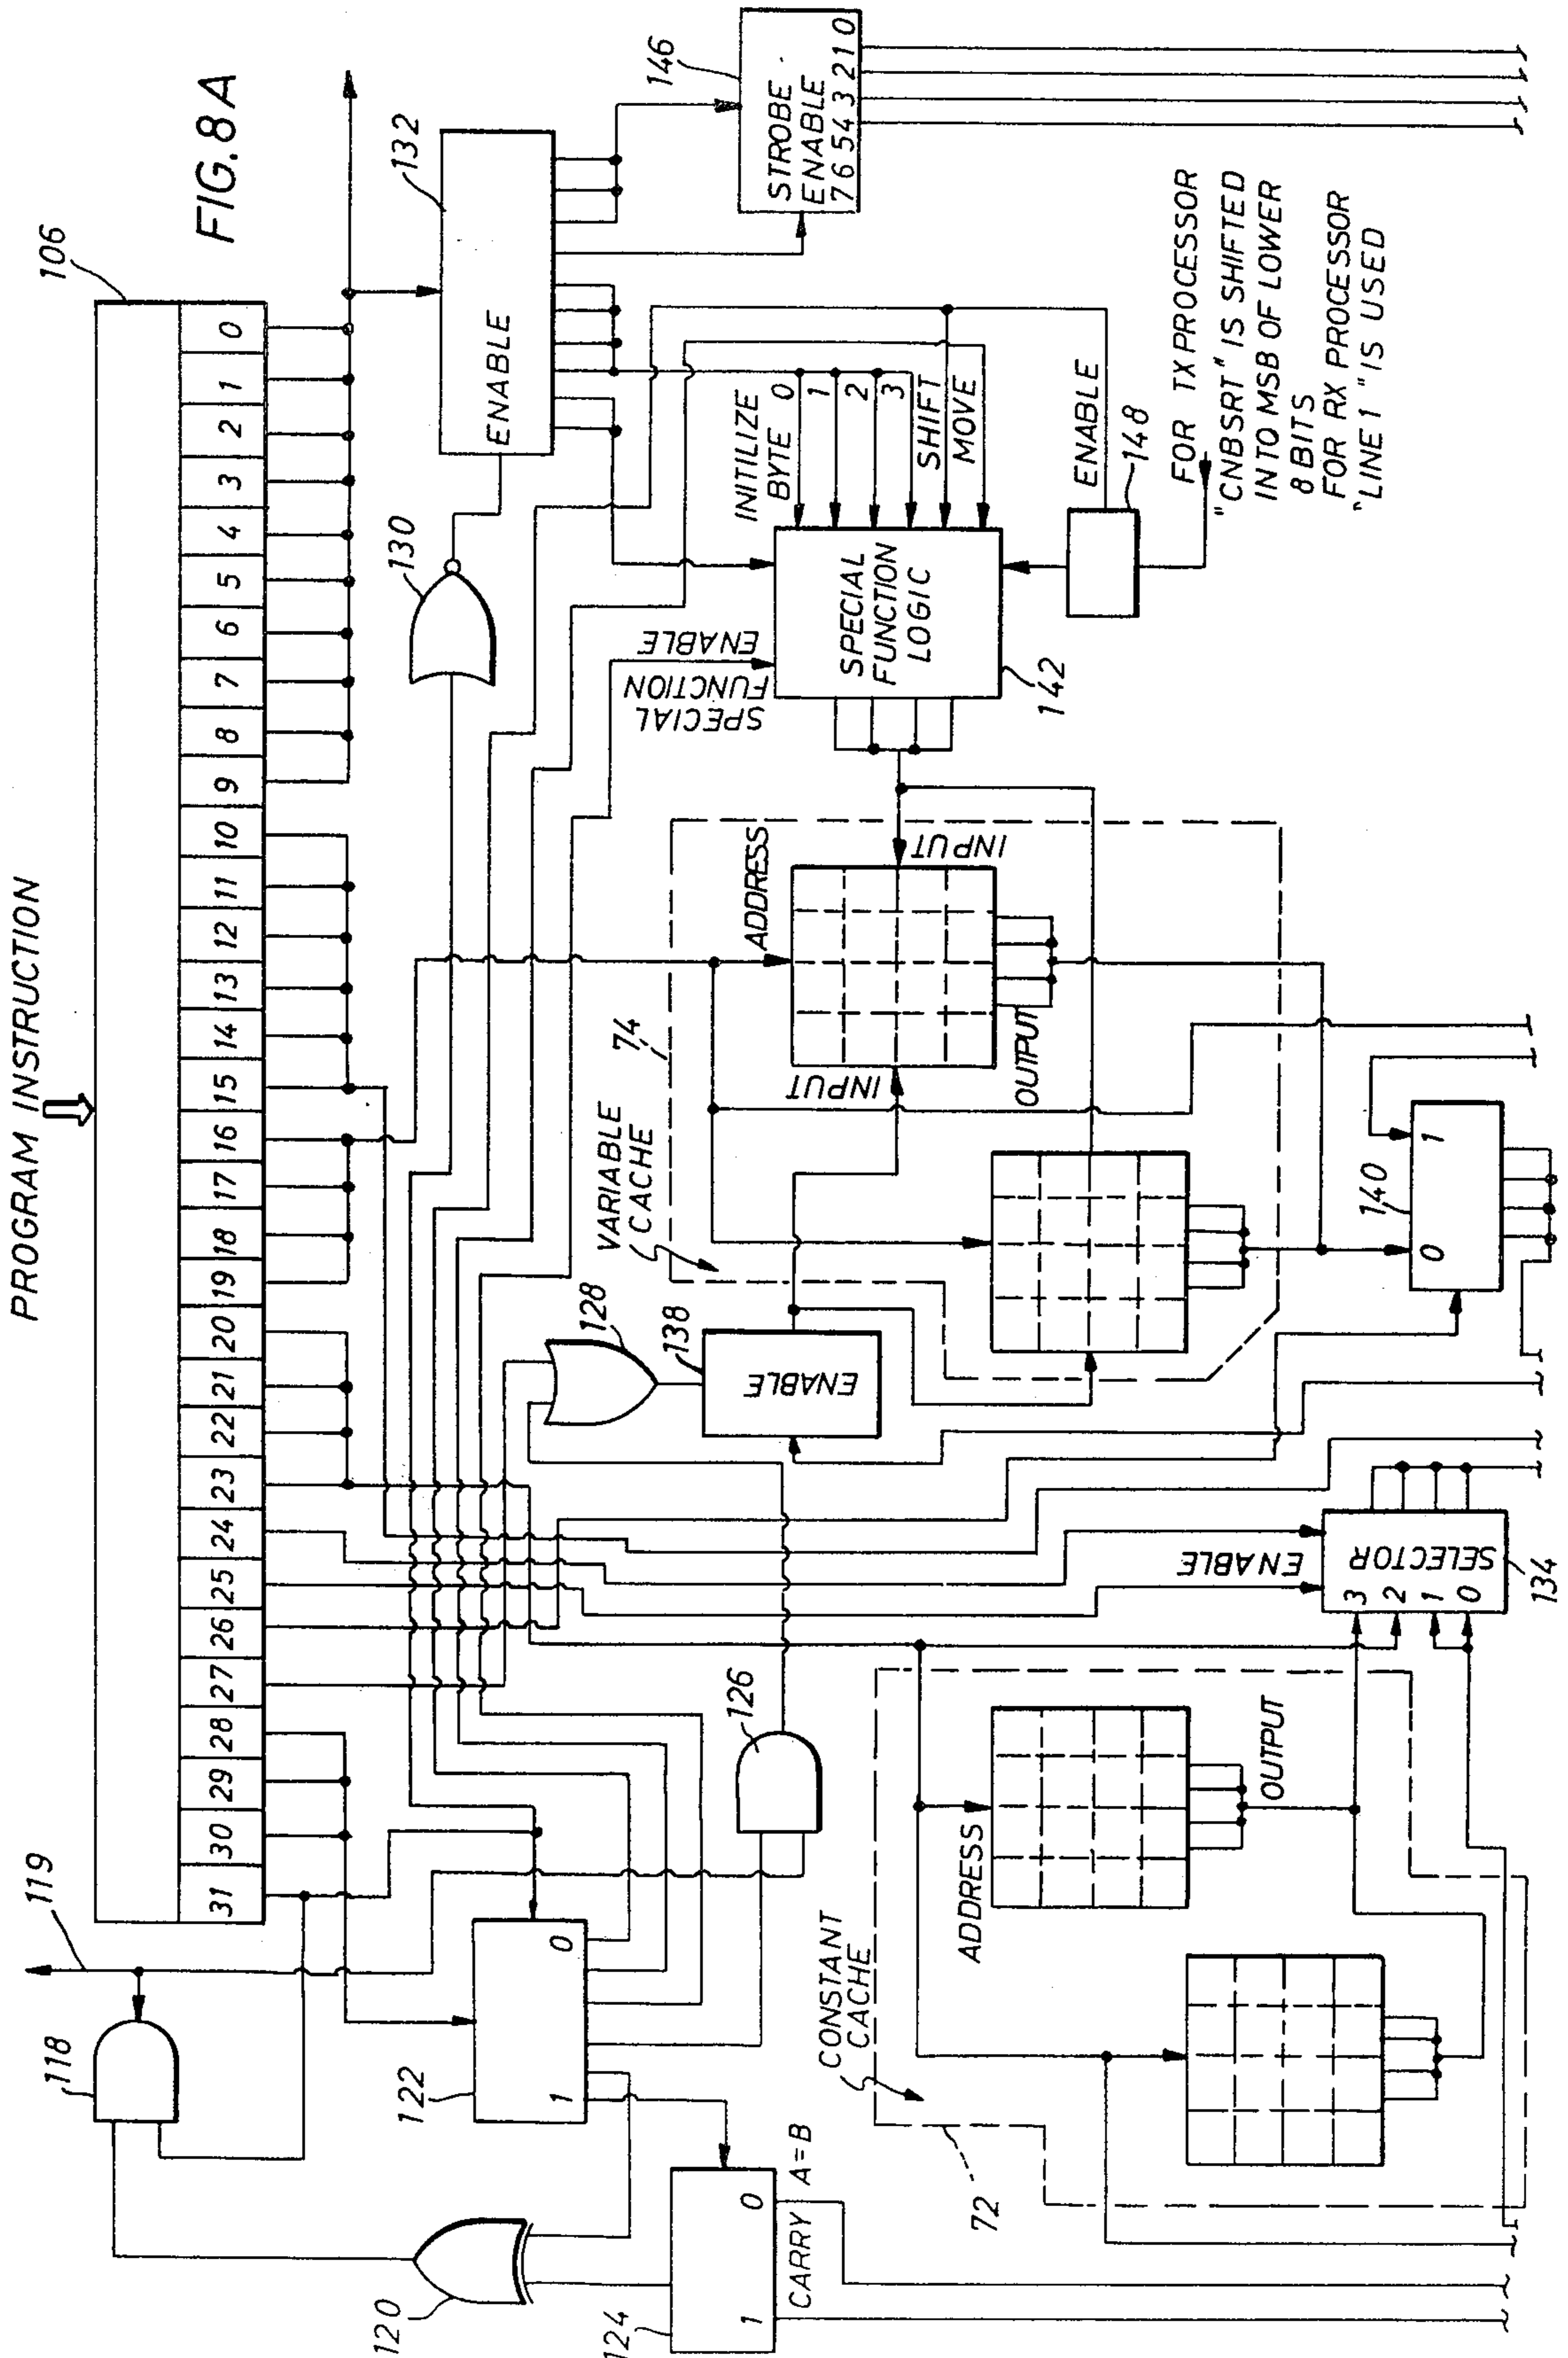 PROGRAM INSTRUCTION
FIG. 8A
106
31 30 29 28 27 26 25 24 23 22 21 20 19 18 17 16 15 14 13 12 11 10 9 8 7 6 5 4 3 2 1 0
119
118
120
122
1 0
124
1 0
CARRY A=B
126
128
130
132
ENABLE
138
ENABLE
146
STROBE
ENABLE
7 6 5 4 3 2 1 0
INITILIZE
BYTE 0
1
2
3
SHIFT
MOVE
SPECIAL
FUNCTION
ENABLE
SPECIAL
FUNCTION
LOGIC
142
ENABLE
148
FOR TX PROCESSOR
"CNBSRT" IS SHIFTED
INTO MSB OF LOWER
8 BITS
FOR RX PROCESSOR
"LINE 1" IS USED
VARIABLE
CACHE
74
ADDRESS
INPUT
INPUT
OUTPUT
140
0 1
CONSTANT
CACHE
72
ADDRESS
OUTPUT
ENABLE
3
2
1
0
SELECTOR
134